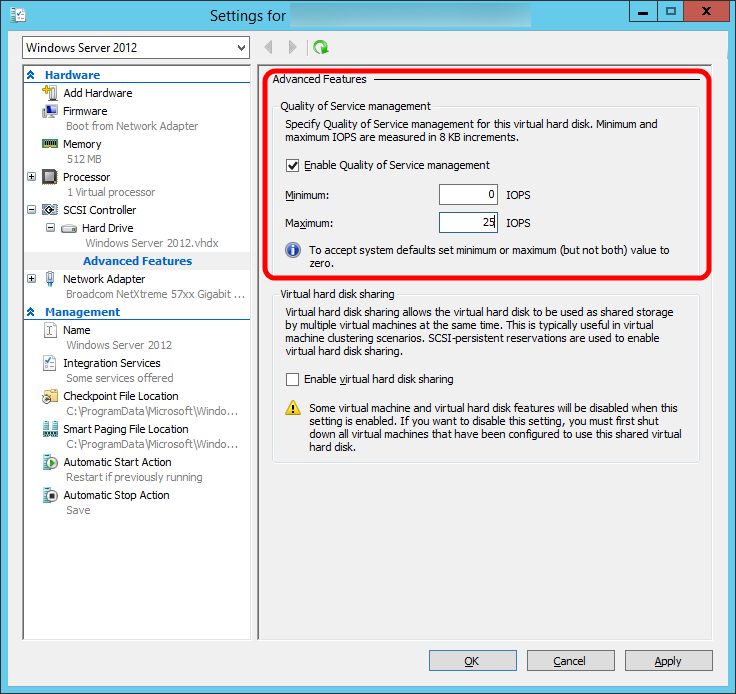 Settings for
Windows Server 2012
Hardware
Add Hardware
Firmware
Boot from Network Adapter
Memory
512 MB
Processor
1 Virtual processor
SCSI Controller
Hard Drive
Windows Server 2012.vhdx
Advanced Features
Network Adapter
Broadcom NetXtreme 57xx Gigabit ...
Management
Name
Windows Server 2012
Integration Services
Some services offered
Checkpoint File Location
C:\ProgramData\Microsoft\Windo...
Smart Paging File Location
C:\ProgramData\Microsoft\Windo...
Automatic Start Action
Restart if previously running
Automatic Stop Action
Save
Advanced Features
Quality of Service management
Specify Quality of Service management for this virtual hard disk. Minimum and
maximum IOPS are measured in 8 KB increments.
Enable Quality of Service management
Minimum: 0 IOPS
Maximum: 25 IOPS
To accept system defaults set minimum or maximum (but not both) value to
zero.
Virtual hard disk sharing
Virtual hard disk sharing allows the virtual hard disk to be used as shared storage
by multiple virtual machines at the same time. This is typically useful in virtual
machine clustering scenarios. SCSI-persistent reservations are used to enable
virtual hard disk sharing.
Enable virtual hard disk sharing
Some virtual machine and virtual hard disk features will be disabled when this
setting is enabled. If you want to disable this setting, you must first shut
down all virtual machines that have been configured to use this shared virtual
hard disk.
OK Cancel Apply